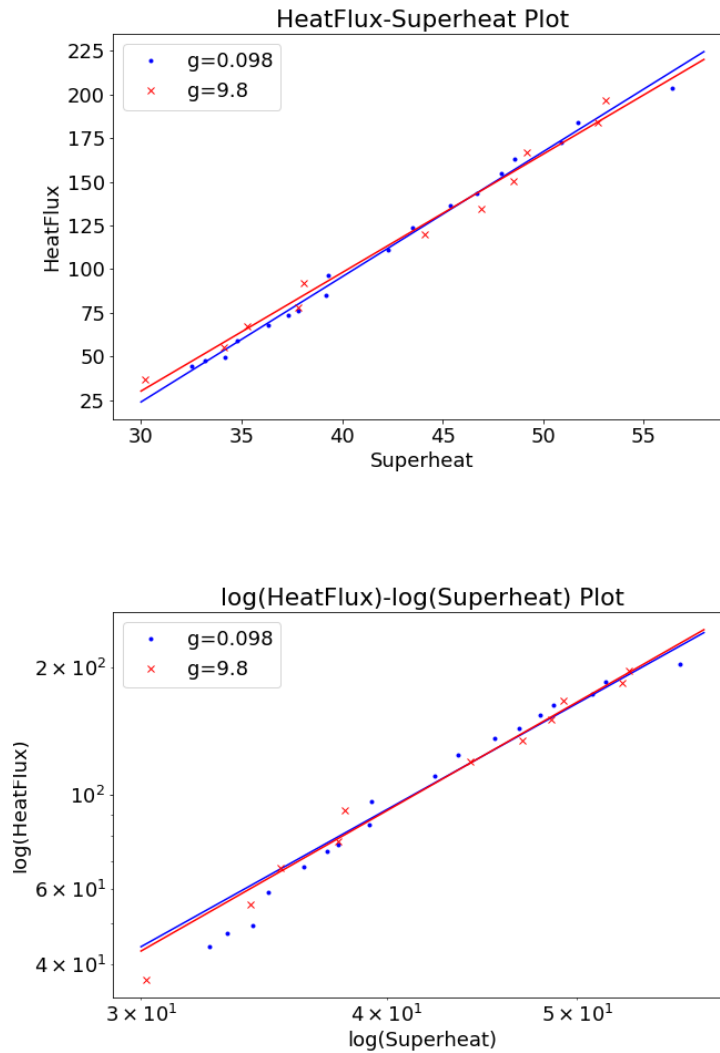 HeatFlux-Superheat Plot
g=0.098
g=9.8
225
200
175
150
125
100
75
50
25
HeatFlux
30 35 40 45 50 55
Superheat
log(HeatFlux)-log(Superheat) Plot
g=0.098
g=9.8
2 × 10²
10²
6 × 10¹
4 × 10¹
log(HeatFlux)
3 × 10¹ 4 × 10¹ 5 × 10¹
log(Superheat)